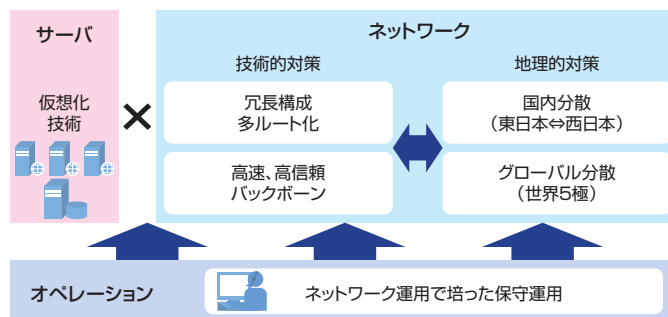 サーバ
ネットワーク
仮想化
技術
×
技術的対策
冗長構成
多ルート化
高速、高信頼
バックボーン
地理的対策
国内分散
（東日本⇔西日本）
グローバル分散
（世界5極）
オペレーション
ネットワーク運用で培った保守運用